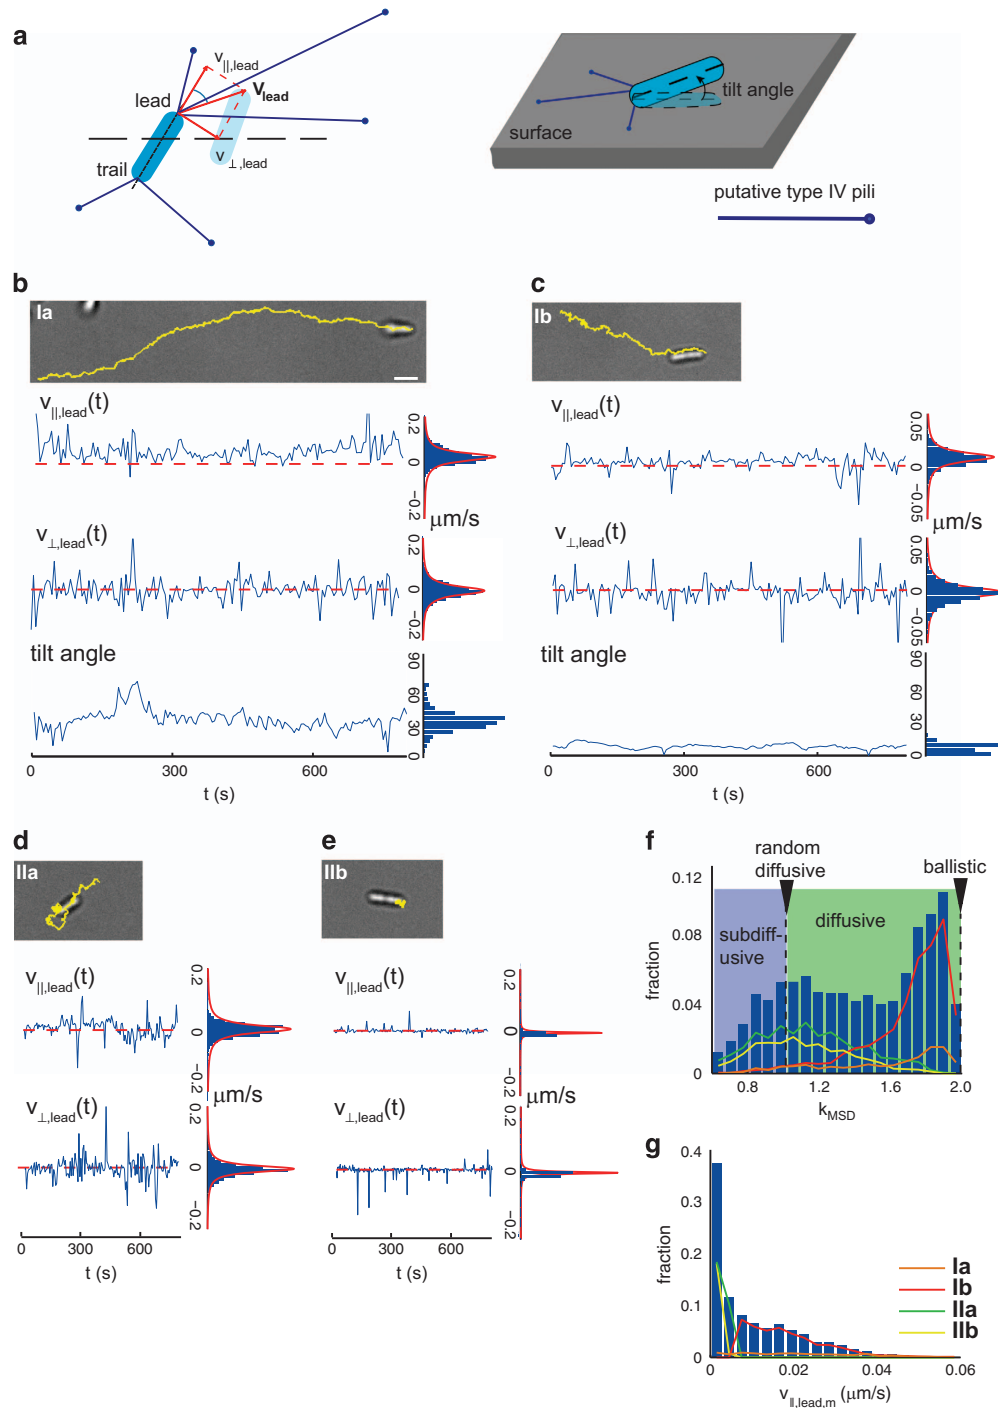 a
v||,lead
Vlead
lead
v⊥,lead
trail
tilt angle
surface
putative type IV pili
b
Ia
v||,lead(t)
0.2
0
−0.2
μm/s
v⊥,lead(t)
0.2
0
−0.2
tilt angle
90
60
30
0
0
300
600
t (s)
c
Ib
v||,lead(t)
0.05
0
−0.05
μm/s
v⊥,lead(t)
0.05
0
−0.05
tilt angle
90
60
30
0
0
300
600
t (s)
d
IIa
v||,lead(t)
0.2
0
−0.2
μm/s
v⊥,lead(t)
0.2
0
−0.2
0
600
t (s)
e
IIb
v||,lead(t)
0.2
0
−0.2
μm/s
v⊥,lead(t)
0.2
0
−0.2
0
300
600
t (s)
f
random
diffusive
ballistic
0.12
subdiff-
usive
diffusive
0.08
fraction
0.04
0
0.8
1.2
1.6
2.0
kMSD
g
0.4
0.3
fraction
0.2
0.1
0
Ia
Ib
IIa
IIb
0
0.02
0.04
0.06
v||,lead,m (μm/s)